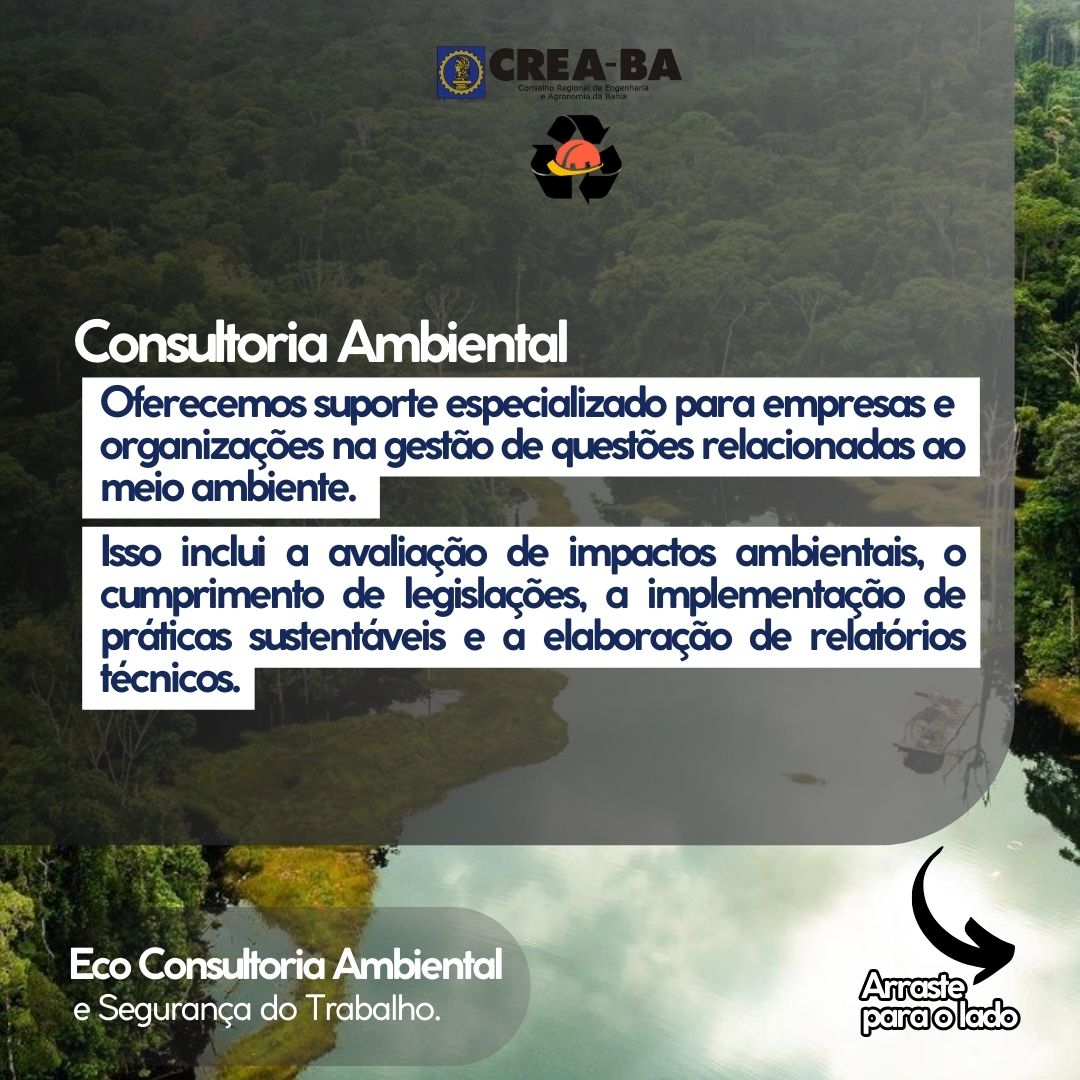 CREA-BA
Conselho Regional de Engenharia
e Agronomia da Bahia
Consultoria Ambiental
Oferecemos suporte especializado para empresas e
organizações na gestão de questões relacionadas ao
meio ambiente.
Isso inclui a avaliação de impactos ambientais, o
cumprimento de legislações, a implementação de
práticas sustentáveis e a elaboração de relatórios
técnicos.
Eco Consultoria Ambiental
e Segurança do Trabalho.
Arraste
para o lado